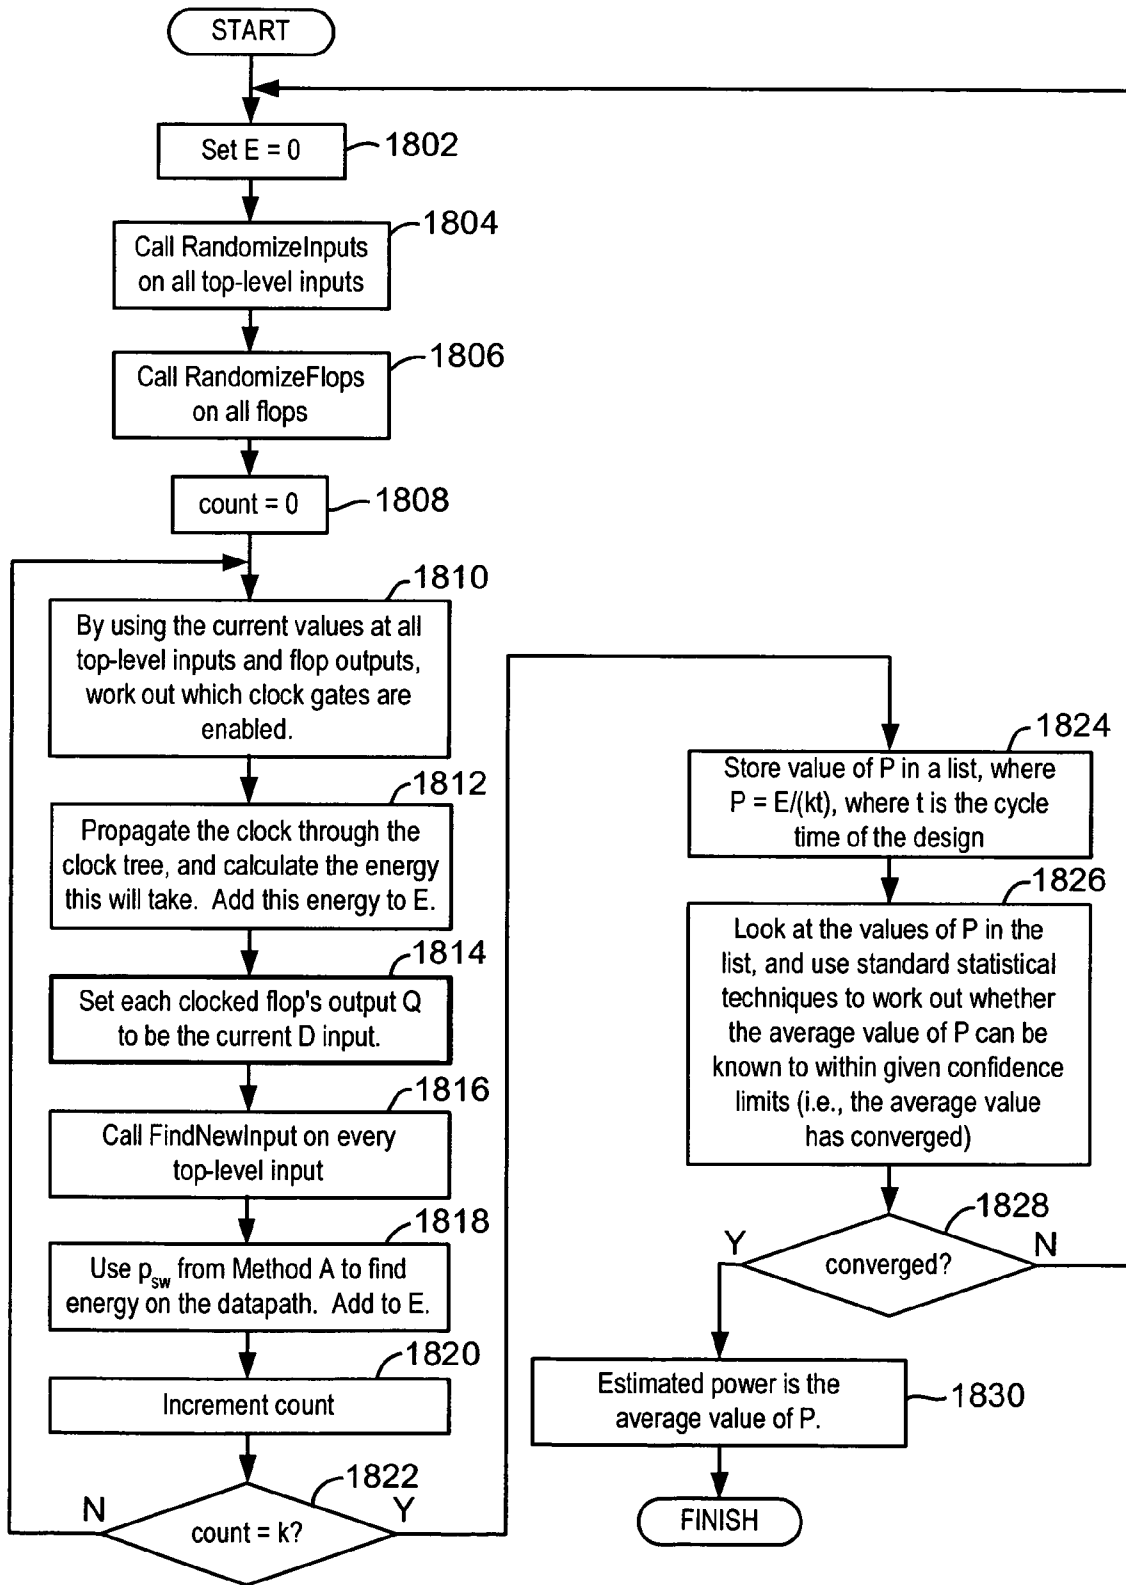 START
Set E = 0
1802
Call RandomizeInputs
on all top-level inputs
1804
Call RandomizeFlops
on all flops
1806
count = 0
1808
By using the current values at all
top-level inputs and flop outputs,
work out which clock gates are
enabled.
1810
Propagate the clock through the
clock tree, and calculate the energy
this will take. Add this energy to E.
1812
Set each clocked flop's output Q
to be the current D input.
1814
Call FindNewInput on every
top-level input
1816
Use p_sw from Method A to find
energy on the datapath. Add to E.
1818
Increment count
1820
count = k?
1822
N
Y
Store value of P in a list, where
P = E/(kt), where t is the cycle
time of the design
1824
Look at the values of P in the
list, and use standard statistical
techniques to work out whether
the average value of P can be
known to within given confidence
limits (i.e., the average value
has converged)
1826
converged?
1828
Y
N
Estimated power is the
average value of P.
1830
FINISH